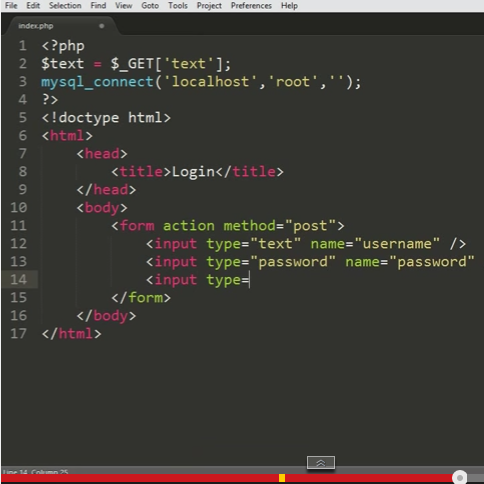 File Edit Selection Find View Goto Tools Project Preferences Help
index.php
1 <?php
2 $text = $_GET['text'];
3 mysql_connect('localhost','root','');
4 ?>
5 <!doctype html>
6 <html>
7 <head>
8 <title>Login</title>
9 </head>
10 <body>
11 <form action method="post">
12 <input type="text" name="username" />
13 <input type="password" name="password"
14 <input type=
15 </form>
16 </body>
17 </html>
Line 14, Column 25